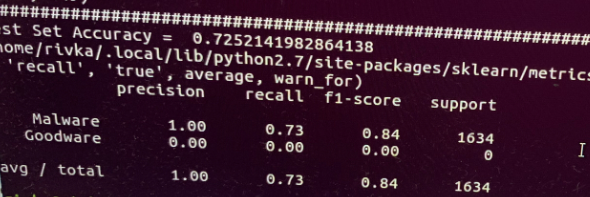 ################################################################
est Set Accuracy = 0.7252141982864138
home/rivka/.local/lib/python2.7/site-packages/sklearn/metrics
'recall', 'true', average, warn_for)
precision recall f1-score support
Malware 1.00 0.73 0.84 1634
Goodware 0.00 0.00 0.00 0
avg / total 1.00 0.73 0.84 1634